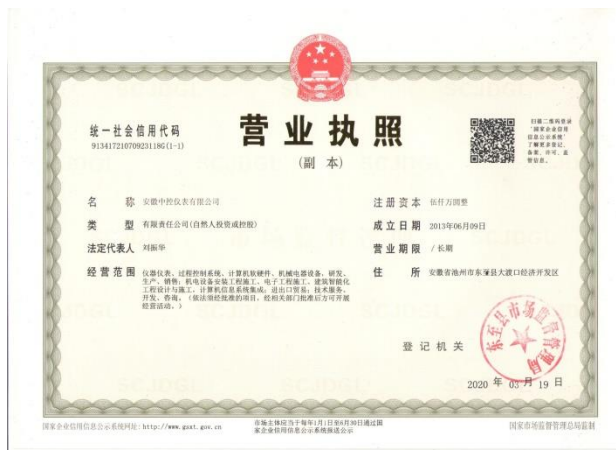 统一社会信用代码
91341721070923118G(1-1)
营业执照
(副 本)
扫描二维码登录
"国家企业信用
信息公示系统"
了解更多登记、
备案、许可、监
管信息。
名 称 安徽中控仪表有限公司
类 型 有限责任公司(自然人投资或控股)
法定代表人 刘振华
经营范围 仪器仪表、过程控制系统、计算机软硬件、机械电器设备、研发、
生产、销售；机电设备安装工程施工、电子工程施工、建筑智能化
工程设计与施工、计算机信息系统集成；进出口贸易；技术服务、
开发、咨询。（依法须经批准的项目，经相关部门批准后方可开展
经营活动。）
注册资本 伍仟万圆整
成立日期 2013年06月09日
营业期限 /长期
住 所 安徽省池州市东至县大渡口经济开发区
登记机关
东至县市场监督管理局
2020 年 03 月 19 日
国家企业信用信息公示系统网址：http://www.gsxt.gov.cn
市场主体应当于每年1月1日至6月30日通过国
家企业信用信息公示系统报送公示
国家市场监督管理总局监制
SCJDGL